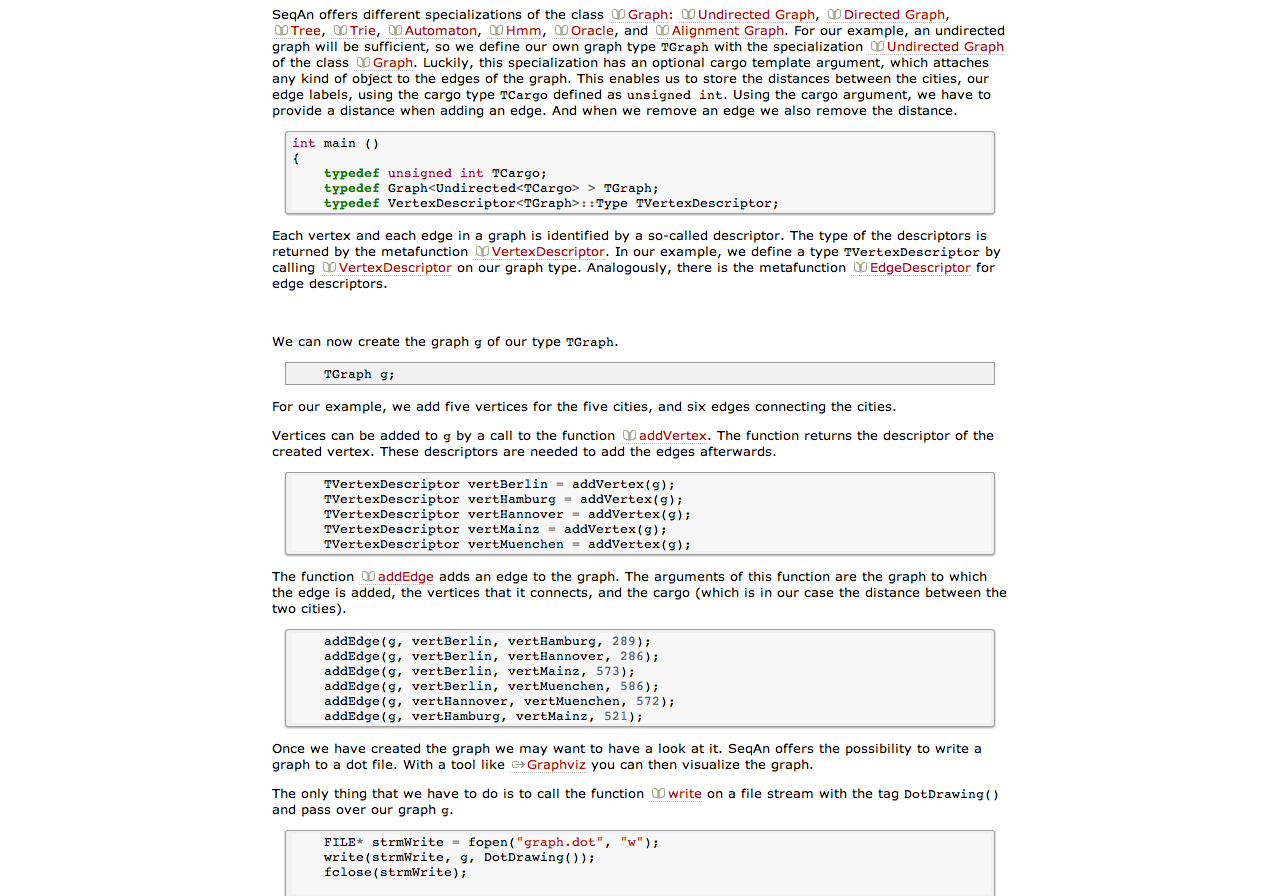 SeqAn offers different specializations of the class Graph: Undirected Graph, Directed Graph,
Tree, Trie, Automaton, Hmm, Oracle, and Alignment Graph. For our example, an undirected
graph will be sufficient, so we define our own graph type TGraph with the specialization Undirected Graph
of the class Graph. Luckily, this specialization has an optional cargo template argument, which attaches
any kind of object to the edges of the graph. This enables us to store the distances between the cities, our
edge labels, using the cargo type TCargo defined as unsigned int. Using the cargo argument, we have to
provide a distance when adding an edge. And when we remove an edge we also remove the distance.
int main ()
{
    typedef unsigned int TCargo;
    typedef Graph<Undirected<TCargo> > TGraph;
    typedef VertexDescriptor<TGraph>::Type TVertexDescriptor;
Each vertex and each edge in a graph is identified by a so-called descriptor. The type of the descriptors is
returned by the metafunction VertexDescriptor. In our example, we define a type TVertexDescriptor by
calling VertexDescriptor on our graph type. Analogously, there is the metafunction EdgeDescriptor for
edge descriptors.
We can now create the graph g of our type TGraph.
    TGraph g;
For our example, we add five vertices for the five cities, and six edges connecting the cities.
Vertices can be added to g by a call to the function addVertex. The function returns the descriptor of the
created vertex. These descriptors are needed to add the edges afterwards.
    TVertexDescriptor vertBerlin = addVertex(g);
    TVertexDescriptor vertHamburg = addVertex(g);
    TVertexDescriptor vertHannover = addVertex(g);
    TVertexDescriptor vertMainz = addVertex(g);
    TVertexDescriptor vertMuenchen = addVertex(g);
The function addEdge adds an edge to the graph. The arguments of this function are the graph to which
the edge is added, the vertices that it connects, and the cargo (which is in our case the distance between the
two cities).
    addEdge(g, vertBerlin, vertHamburg, 289);
    addEdge(g, vertBerlin, vertHannover, 286);
    addEdge(g, vertBerlin, vertMainz, 573);
    addEdge(g, vertBerlin, vertMuenchen, 586);
    addEdge(g, vertHannover, vertMuenchen, 572);
    addEdge(g, vertHamburg, vertMainz, 521);
Once we have created the graph we may want to have a look at it. SeqAn offers the possibility to write a
graph to a dot file. With a tool like Graphviz you can then visualize the graph.
The only thing that we have to do is to call the function write on a file stream with the tag DotDrawing()
and pass over our graph g.
    FILE* strmWrite = fopen("graph.dot", "w");
    write(strmWrite, g, DotDrawing());
    fclose(strmWrite);